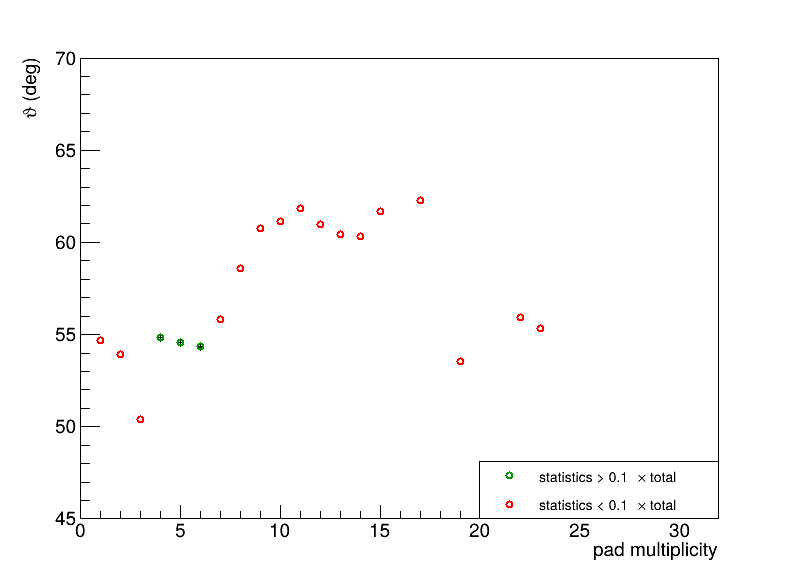 ϑ (deg)
70
65
60
55
50
45
0 5 10 15 20 25 30
pad multiplicity
statistics > 0.1 × total
statistics < 0.1 × total